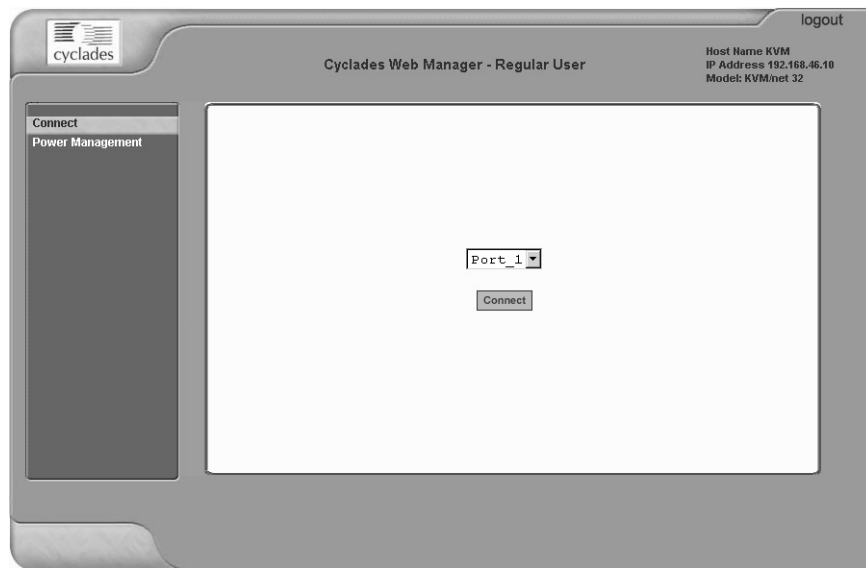 logout
cyclades
Cyclades Web Manager - Regular User
Host Name KVM
IP Address 192.168.46.10
Model: KVM/net 32
Connect
Power Management
Port_1
Connect